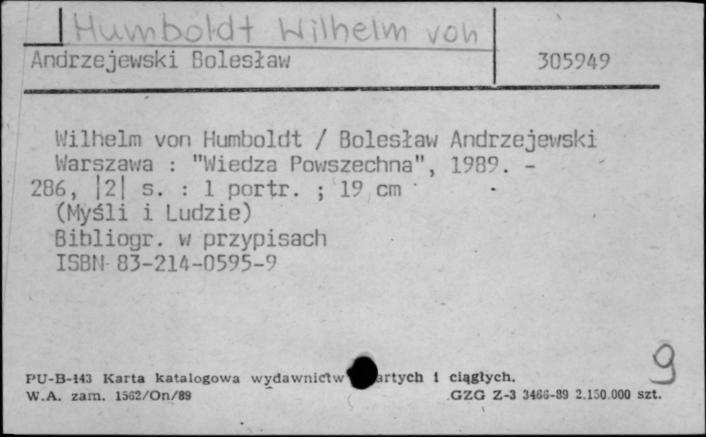 Humboldt Wilhelm von
Andrzejewski Bolesław 305949
Wilhelm von Humboldt / Bolesław Andrzejewski
Warszawa : "Wiedza Powszechna", 1989. -
286, |2| s. : 1 portr. ; 19 cm
(Myśli i Ludzie)
Bibliogr. w przypisach
ISBN 83-214-0595-9
9
PU-B-143 Karta katalogowa wydawnictw artych i ciągłych.
W.A. zam. 1562/On/89 GZG Z-3 3466-89 2.150.000 szt.